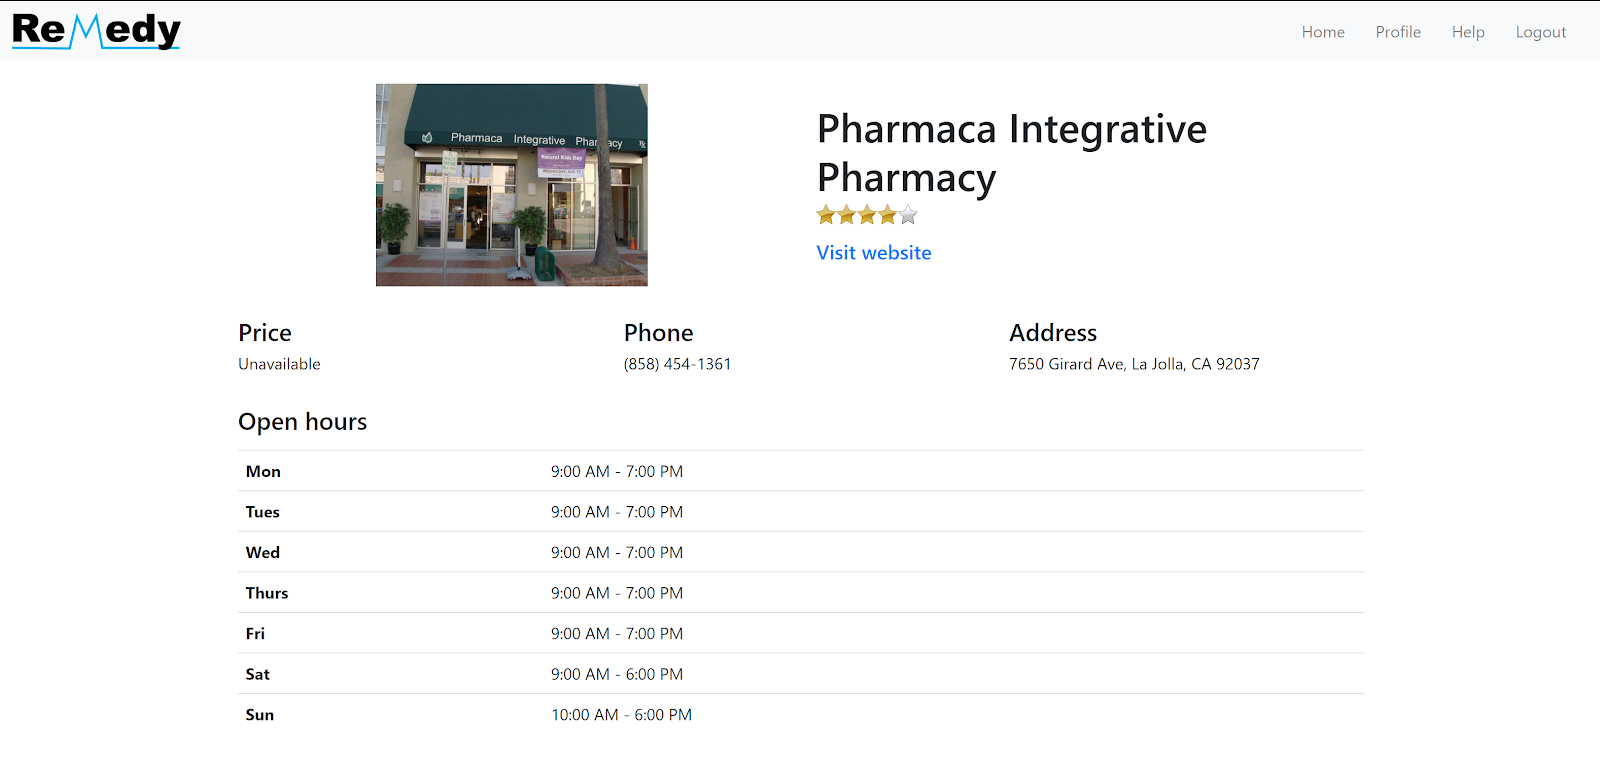 ReMedy
Home Profile Help Logout
Pharmaca Integrative Pharmacy
Natural Kids Day
Pharmaca Integrative
Pharmacy
Visit website
Price Phone Address
Unavailable (858) 454-1361 7650 Girard Ave, La Jolla, CA 92037
Open hours
Mon 9:00 AM - 7:00 PM
Tues 9:00 AM - 7:00 PM
Wed 9:00 AM - 7:00 PM
Thurs 9:00 AM - 7:00 PM
Fri 9:00 AM - 7:00 PM
Sat 9:00 AM - 6:00 PM
Sun 10:00 AM - 6:00 PM